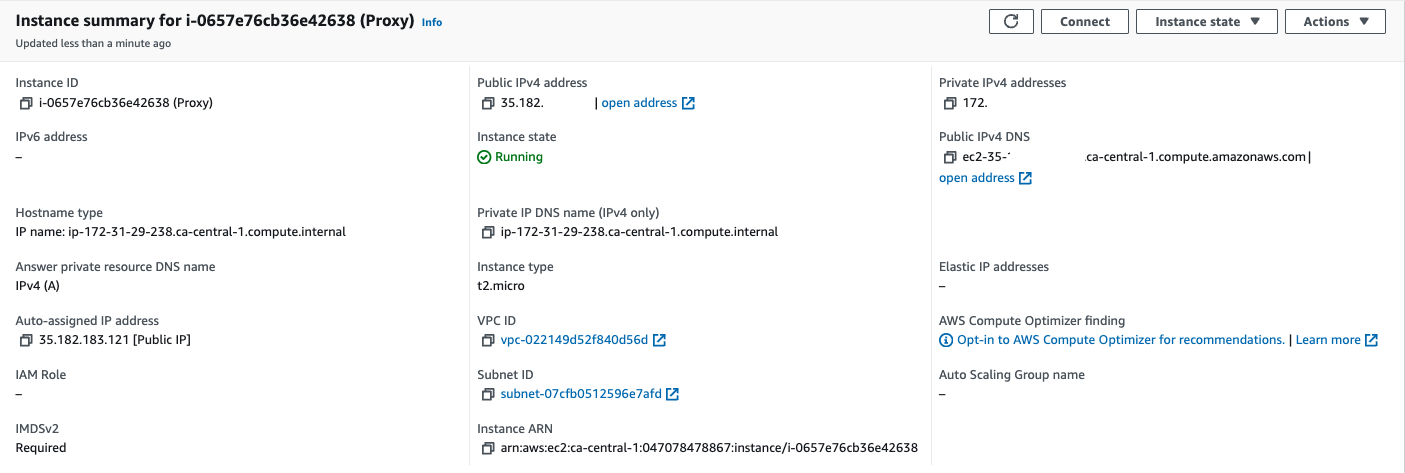 Instance summary for i-0657e76cb36e42638 (Proxy) Info
Updated less than a minute ago
Connect
Instance state
Actions
Instance ID
i-0657e76cb36e42638 (Proxy)
Public IPv4 address
35.182. | open address
Private IPv4 addresses
172.
IPv6 address
–
Instance state
Running
Public IPv4 DNS
ec2-35- .ca-central-1.compute.amazonaws.com |
open address
Hostname type
IP name: ip-172-31-29-238.ca-central-1.compute.internal
Private IP DNS name (IPv4 only)
ip-172-31-29-238.ca-central-1.compute.internal
Answer private resource DNS name
IPv4 (A)
Instance type
t2.micro
Elastic IP addresses
–
Auto-assigned IP address
35.182.183.121 [Public IP]
VPC ID
vpc-022149d52f840d56d
AWS Compute Optimizer finding
Opt-in to AWS Compute Optimizer for recommendations. | Learn more
IAM Role
–
Subnet ID
subnet-07cfb0512596e7afd
Auto Scaling Group name
–
IMDSv2
Required
Instance ARN
arn:aws:ec2:ca-central-1:047078478867:instance/i-0657e76cb36e42638